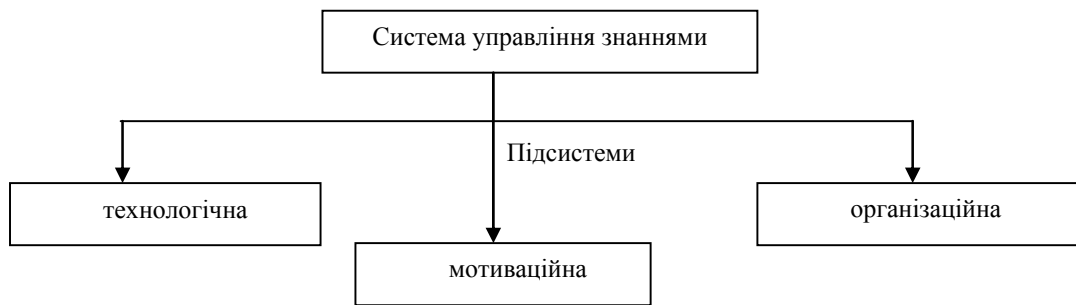 Система управління знаннями
Підсистеми
технологічна
організаційна
мотиваційна